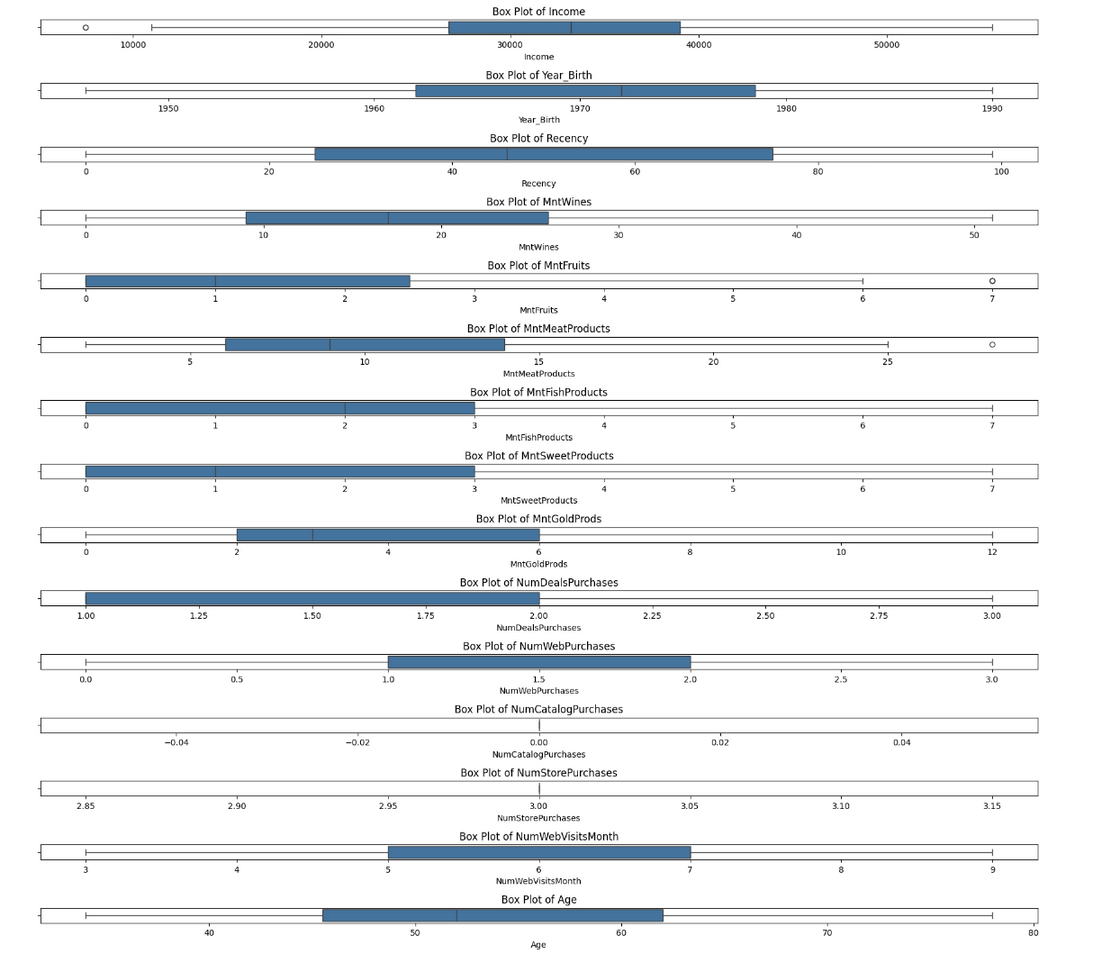 Box Plot of Income
10000 20000 30000 40000 50000
Income
Box Plot of Year_Birth
1950 1960 1970 1980 1990
Year_Birth
Box Plot of Recency
0 20 40 60 80 100
Recency
Box Plot of MntWines
0 10 20 30 40 50
MntWines
Box Plot of MntFruits
0 1 2 3 4 5 6 7
MntFruits
Box Plot of MntMeatProducts
5 10 15 20 25
MntMeatProducts
Box Plot of MntFishProducts
0 1 2 3 4 5 6 7
MntFishProducts
Box Plot of MntSweetProducts
0 1 2 3 4 5 6 7
MntSweetProducts
Box Plot of MntGoldProds
0 2 4 6 8 10 12
MntGoldProds
Box Plot of NumDealsPurchases
1.00 1.25 1.50 1.75 2.00 2.25 2.50 2.75 3.00
NumDealsPurchases
Box Plot of NumWebPurchases
0.0 0.5 1.0 1.5 2.0 2.5 3.0
NumWebPurchases
Box Plot of NumCatalogPurchases
−0.04 −0.02 0.00 0.02 0.04
NumCatalogPurchases
Box Plot of NumStorePurchases
2.85 2.90 2.95 3.00 3.05 3.10 3.15
NumStorePurchases
Box Plot of NumWebVisitsMonth
3 4 5 6 7 8 9
NumWebVisitsMonth
Box Plot of Age
40 50 60 70 80
Age